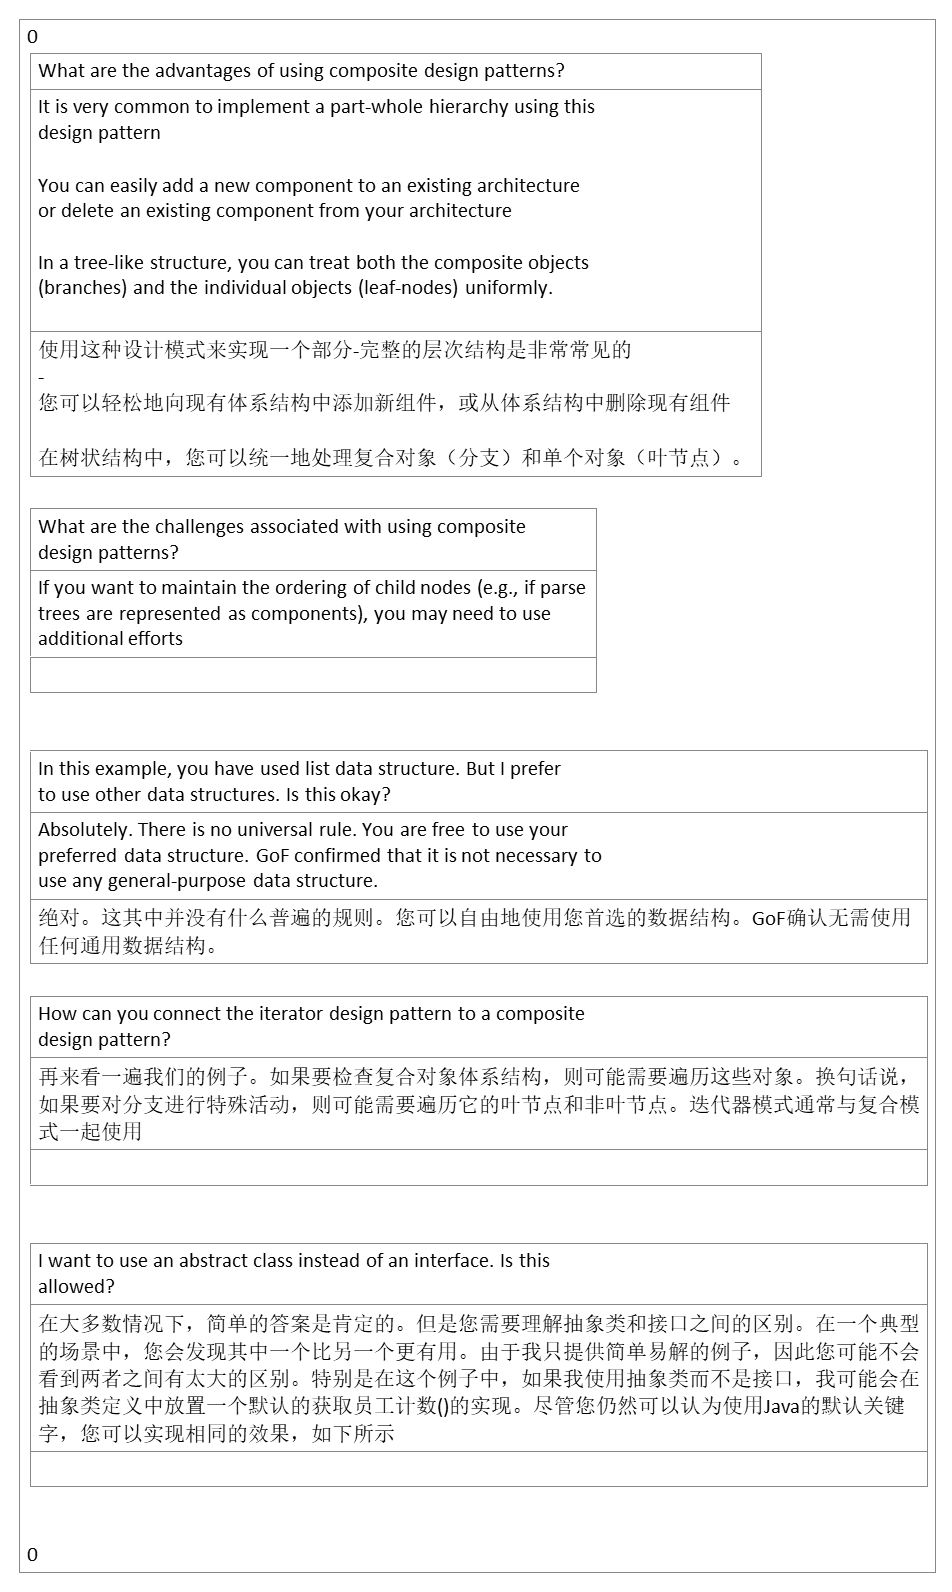 0
What are the advantages of using composite design patterns?
It is very common to implement a part-whole hierarchy using this
design pattern
You can easily add a new component to an existing architecture
or delete an existing component from your architecture
In a tree-like structure, you can treat both the composite objects
(branches) and the individual objects (leaf-nodes) uniformly.
使用这种设计模式来实现一个部分-完整的层次结构是非常常见的
-
您可以轻松地向现有体系结构中添加新组件，或从体系结构中删除现有组件
在树状结构中，您可以统一地处理复合对象（分支）和单个对象（叶节点）。
What are the challenges associated with using composite
design patterns?
If you want to maintain the ordering of child nodes (e.g., if parse
trees are represented as components), you may need to use
additional efforts
In this example, you have used list data structure. But I prefer
to use other data structures. Is this okay?
Absolutely. There is no universal rule. You are free to use your
preferred data structure. GoF confirmed that it is not necessary to
use any general-purpose data structure.
绝对。这其中并没有什么普遍的规则。您可以自由地使用您首选的数据结构。GoF确认无需使用
任何通用数据结构。
How can you connect the iterator design pattern to a composite
design pattern?
再来看一遍我们的例子。如果要检查复合对象体系结构，则可能需要遍历这些对象。换句话说，
如果要对分支进行特殊活动，则可能需要遍历它的叶节点和非叶节点。迭代器模式通常与复合模
式一起使用
I want to use an abstract class instead of an interface. Is this
allowed?
在大多数情况下，简单的答案是肯定的。但是您需要理解抽象类和接口之间的区别。在一个典型
的场景中，您会发现其中一个比另一个更有用。由于我只提供简单易解的例子，因此您可能不会
看到两者之间有太大的区别。特别是在这个例子中，如果我使用抽象类而不是接口，我可能会在
抽象类定义中放置一个默认的获取员工计数()的实现。尽管您仍然可以认为使用Java的默认关键
字，您可以实现相同的效果，如下所示
0